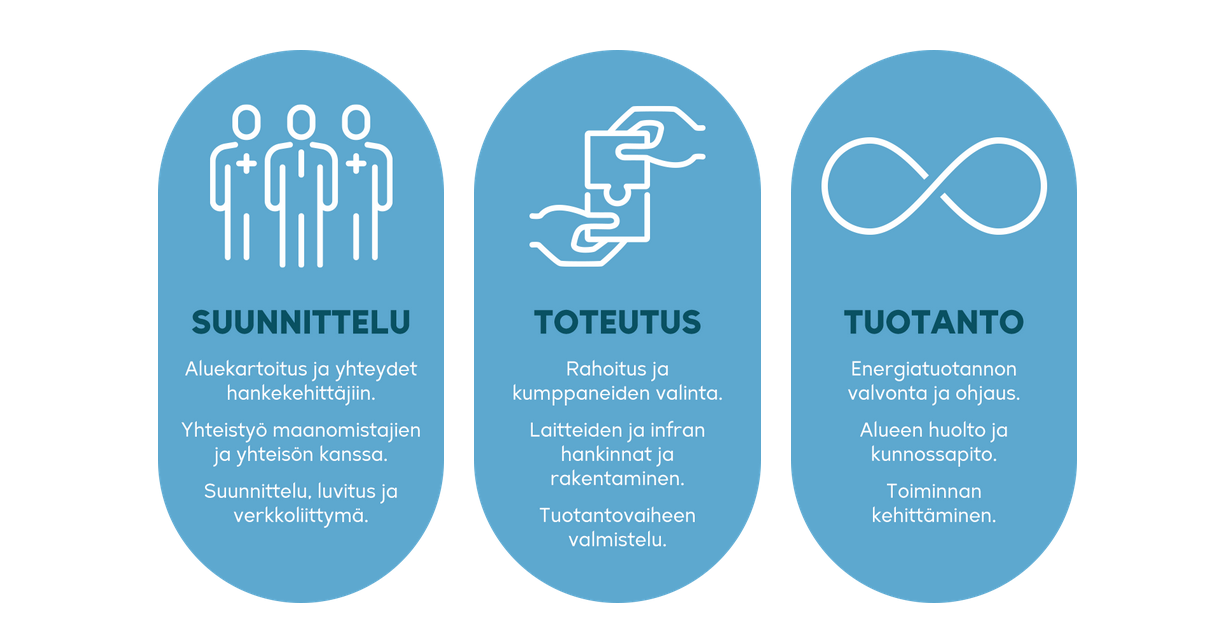 SUUNNITTELU
Aluekartoitus ja yhteydet
hankekehittäjiin.
Yhteistyö maanomistajien
ja yhteisön kanssa.
Suunnittelu, luvitus ja
verkkoliittymä.
TOTEUTUS
Rahoitus ja
kumppaneiden valinta.
Laitteiden ja infran
hankinnat ja
rakentaminen.
Tuotantovaiheen
valmistelu.
TUOTANTO
Energiatuotannon
valvonta ja ohjaus.
Alueen huolto ja
kunnossapito.
Toiminnan
kehittäminen.